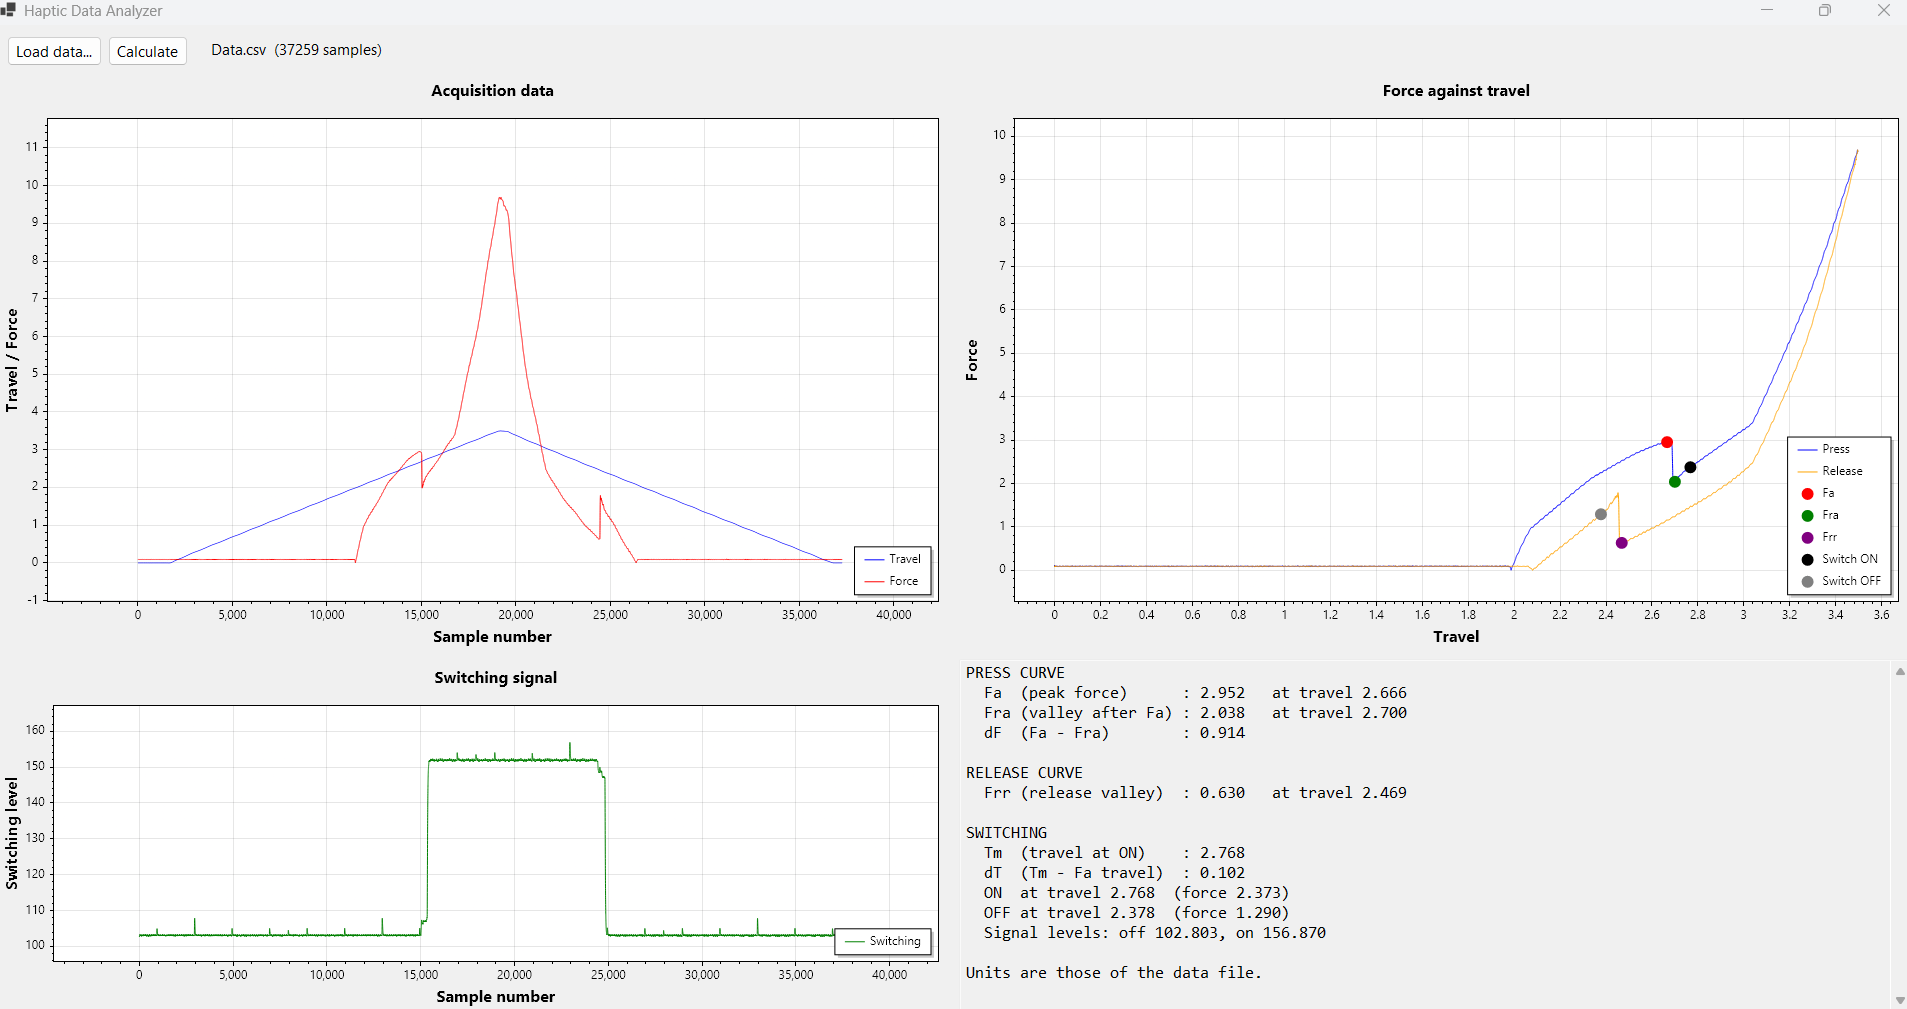 Haptic Data Analyzer
Load data... Calculate Data.csv (37259 samples)
Acquisition data
11
10
9
8
7
6
5
4
3
2
1
0
-1
Travel / Force
0 5,000 10,000 15,000 20,000 25,000 30,000 35,000 40,000
Sample number
Travel
Force
Force against travel
10
9
8
7
6
5
4
3
2
1
0
Force
0 0.2 0.4 0.6 0.8 1 1.2 1.4 1.6 1.8 2 2.2 2.4 2.6 2.8 3 3.2 3.4 3.6
Travel
Press
Release
Fa
Fra
Frr
Switch ON
Switch OFF
Switching signal
160
150
140
130
120
110
100
Switching level
0 5,000 10,000 15,000 20,000 25,000 30,000 35,000 40,000
Sample number
Switching
PRESS CURVE
Fa (peak force) : 2.952 at travel 2.666
Fra (valley after Fa) : 2.038 at travel 2.700
dF (Fa - Fra) : 0.914
RELEASE CURVE
Frr (release valley) : 0.630 at travel 2.469
SWITCHING
Tm (travel at ON) : 2.768
dT (Tm - Fa travel) : 0.102
ON at travel 2.768 (force 2.373)
OFF at travel 2.378 (force 1.290)
Signal levels: off 102.803, on 156.870
Units are those of the data file.